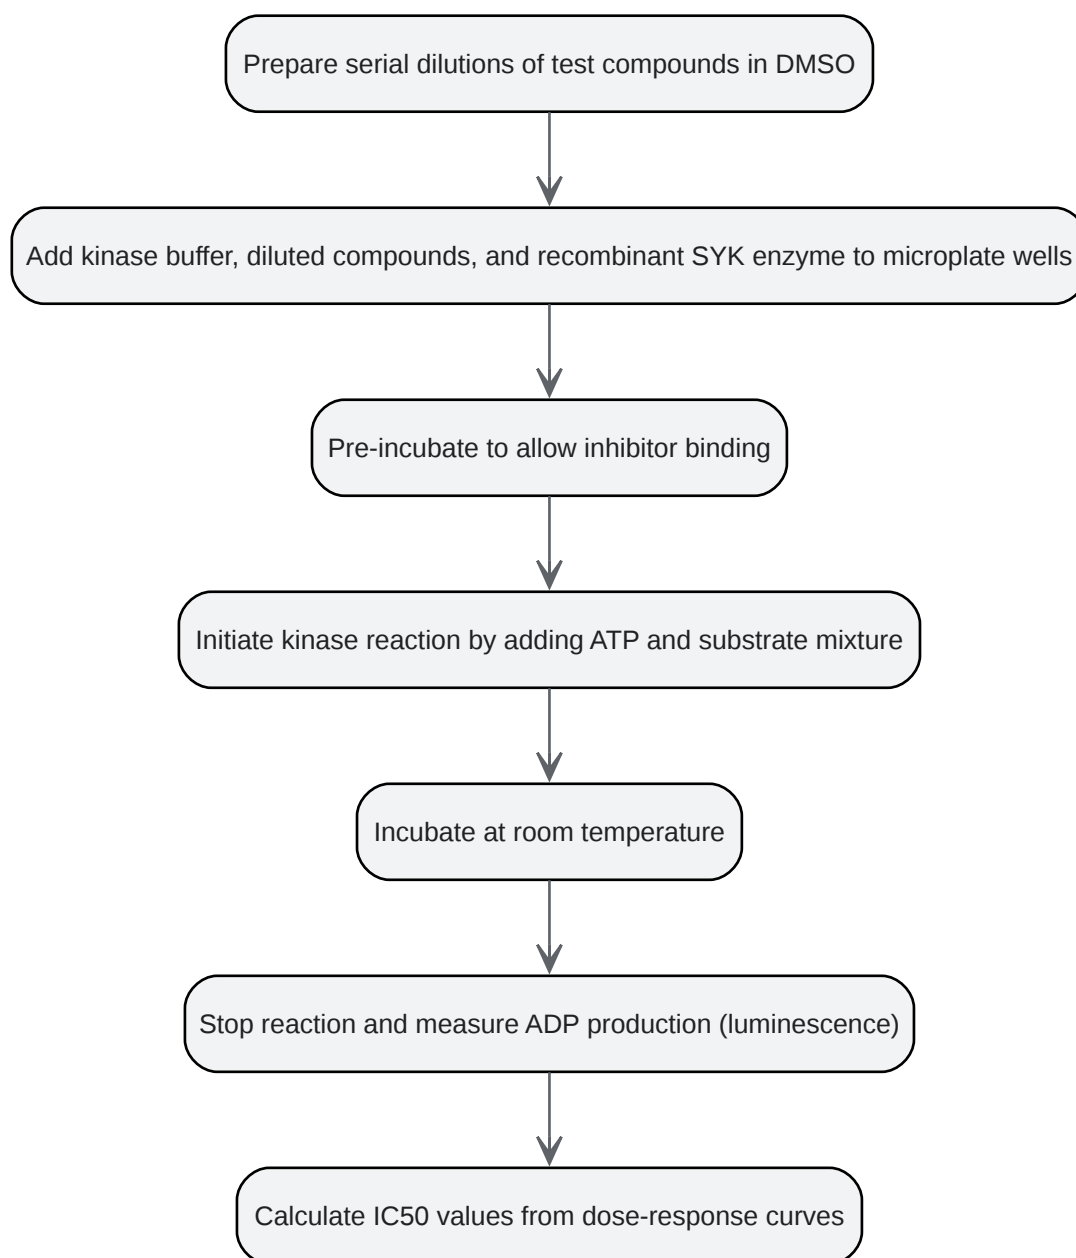 Prepare serial dilutions of test compounds in DMSO
Add kinase buffer, diluted compounds, and recombinant SYK enzyme to microplate wells
Pre-incubate to allow inhibitor binding
Initiate kinase reaction by adding ATP and substrate mixture
Incubate at room temperature
Stop reaction and measure ADP production (luminescence)
Calculate IC50 values from dose-response curves